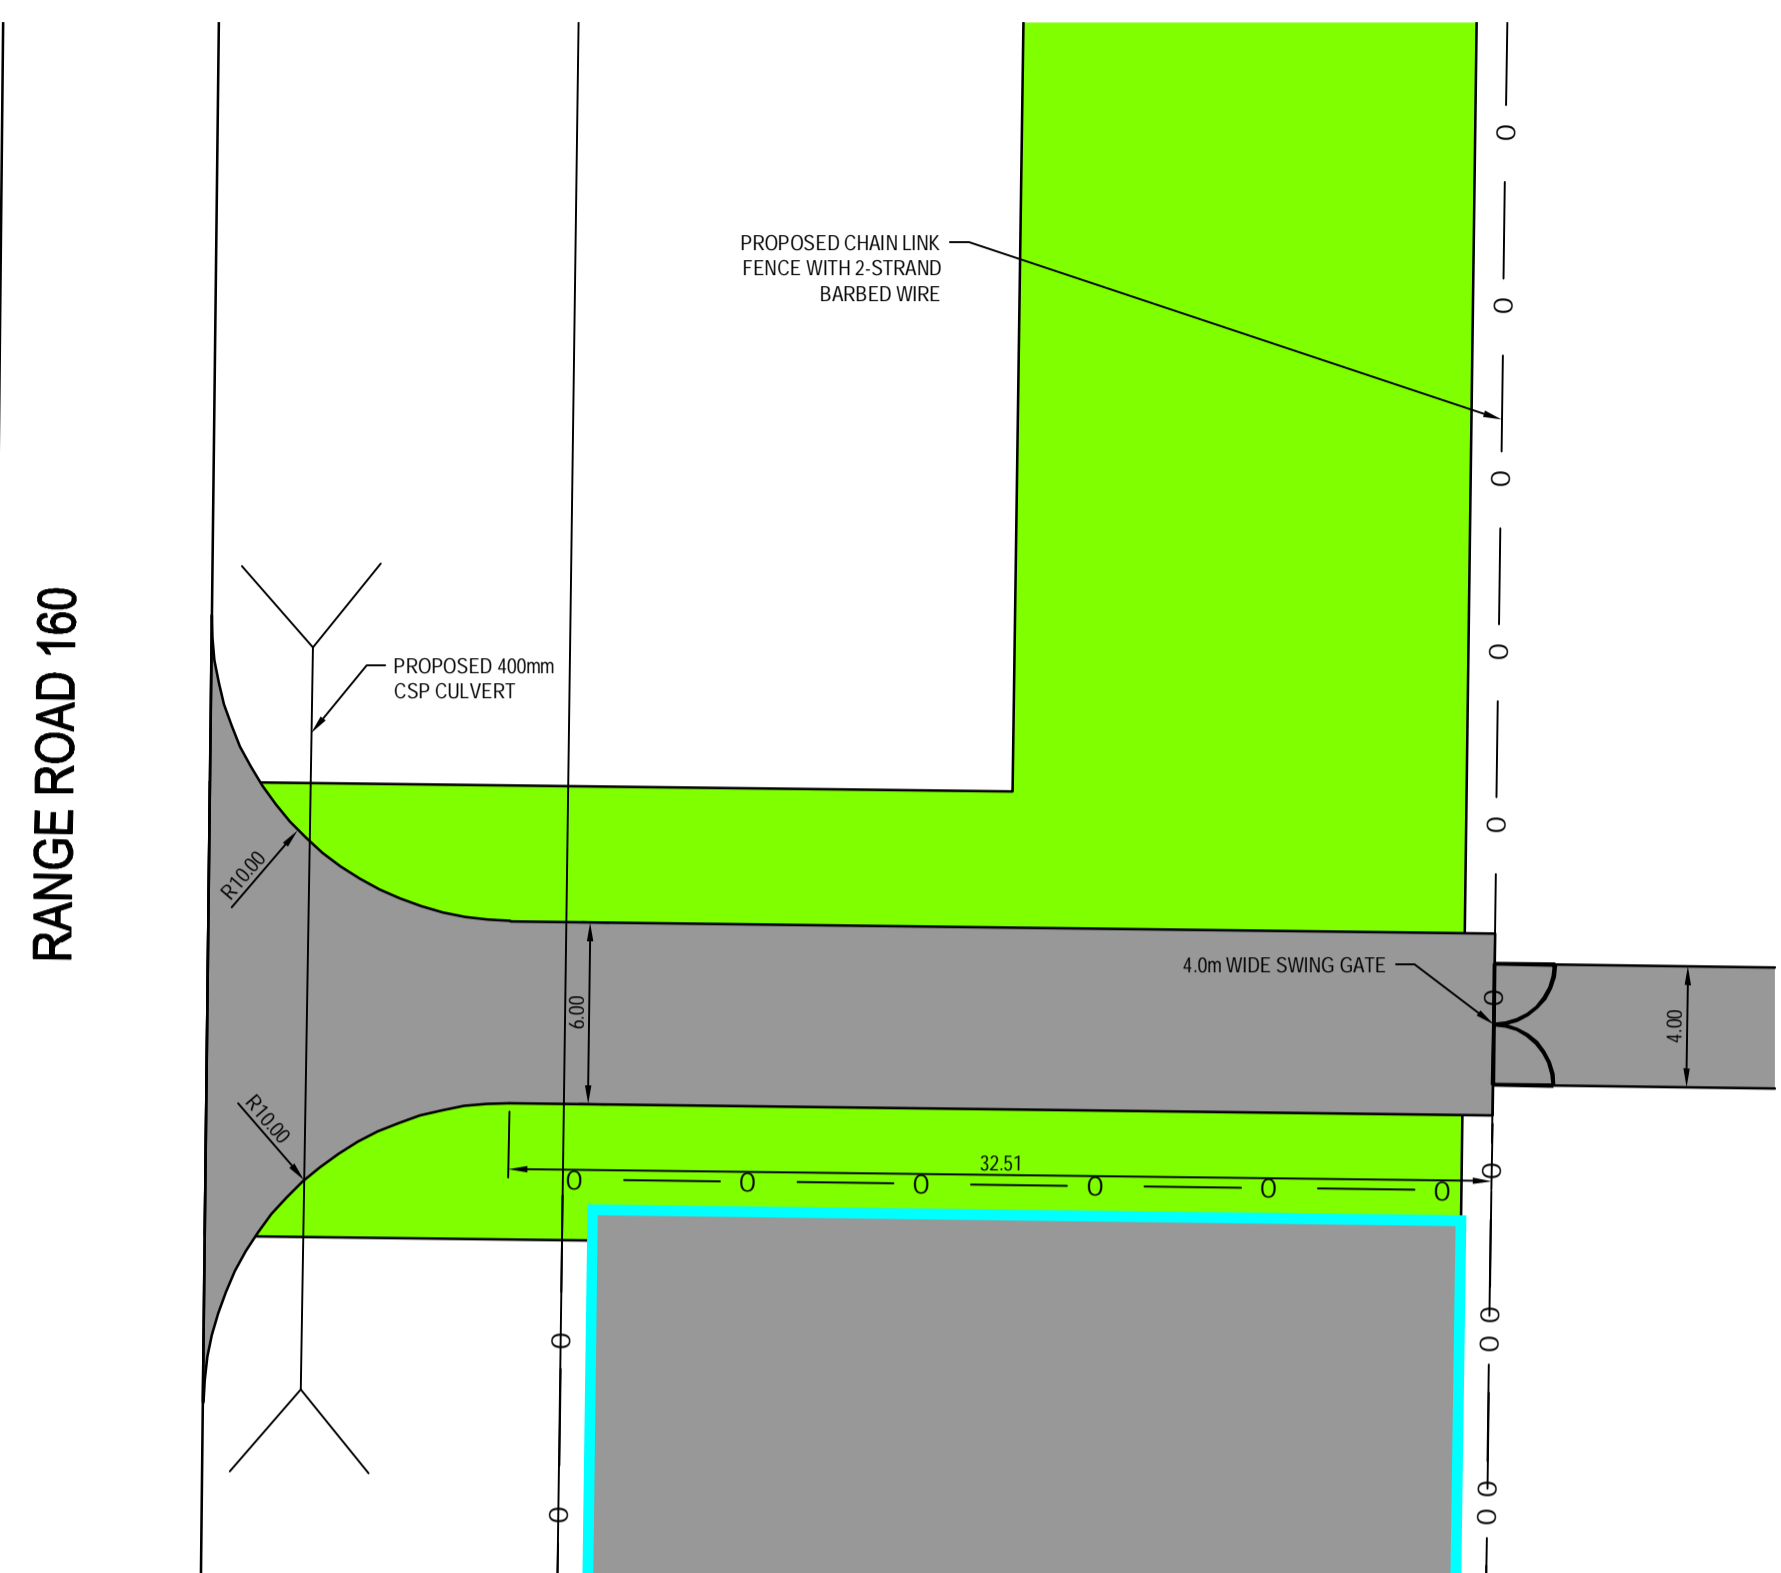 PROPOSED CHAIN LINK
FENCE WITH 2-STRAND
BARBED WIRE
RANGE ROAD 160
PROPOSED 400mm
CSP CULVERT
R10.00
4.0m WIDE SWING GATE
6.00
4.00
R10.00
32.51